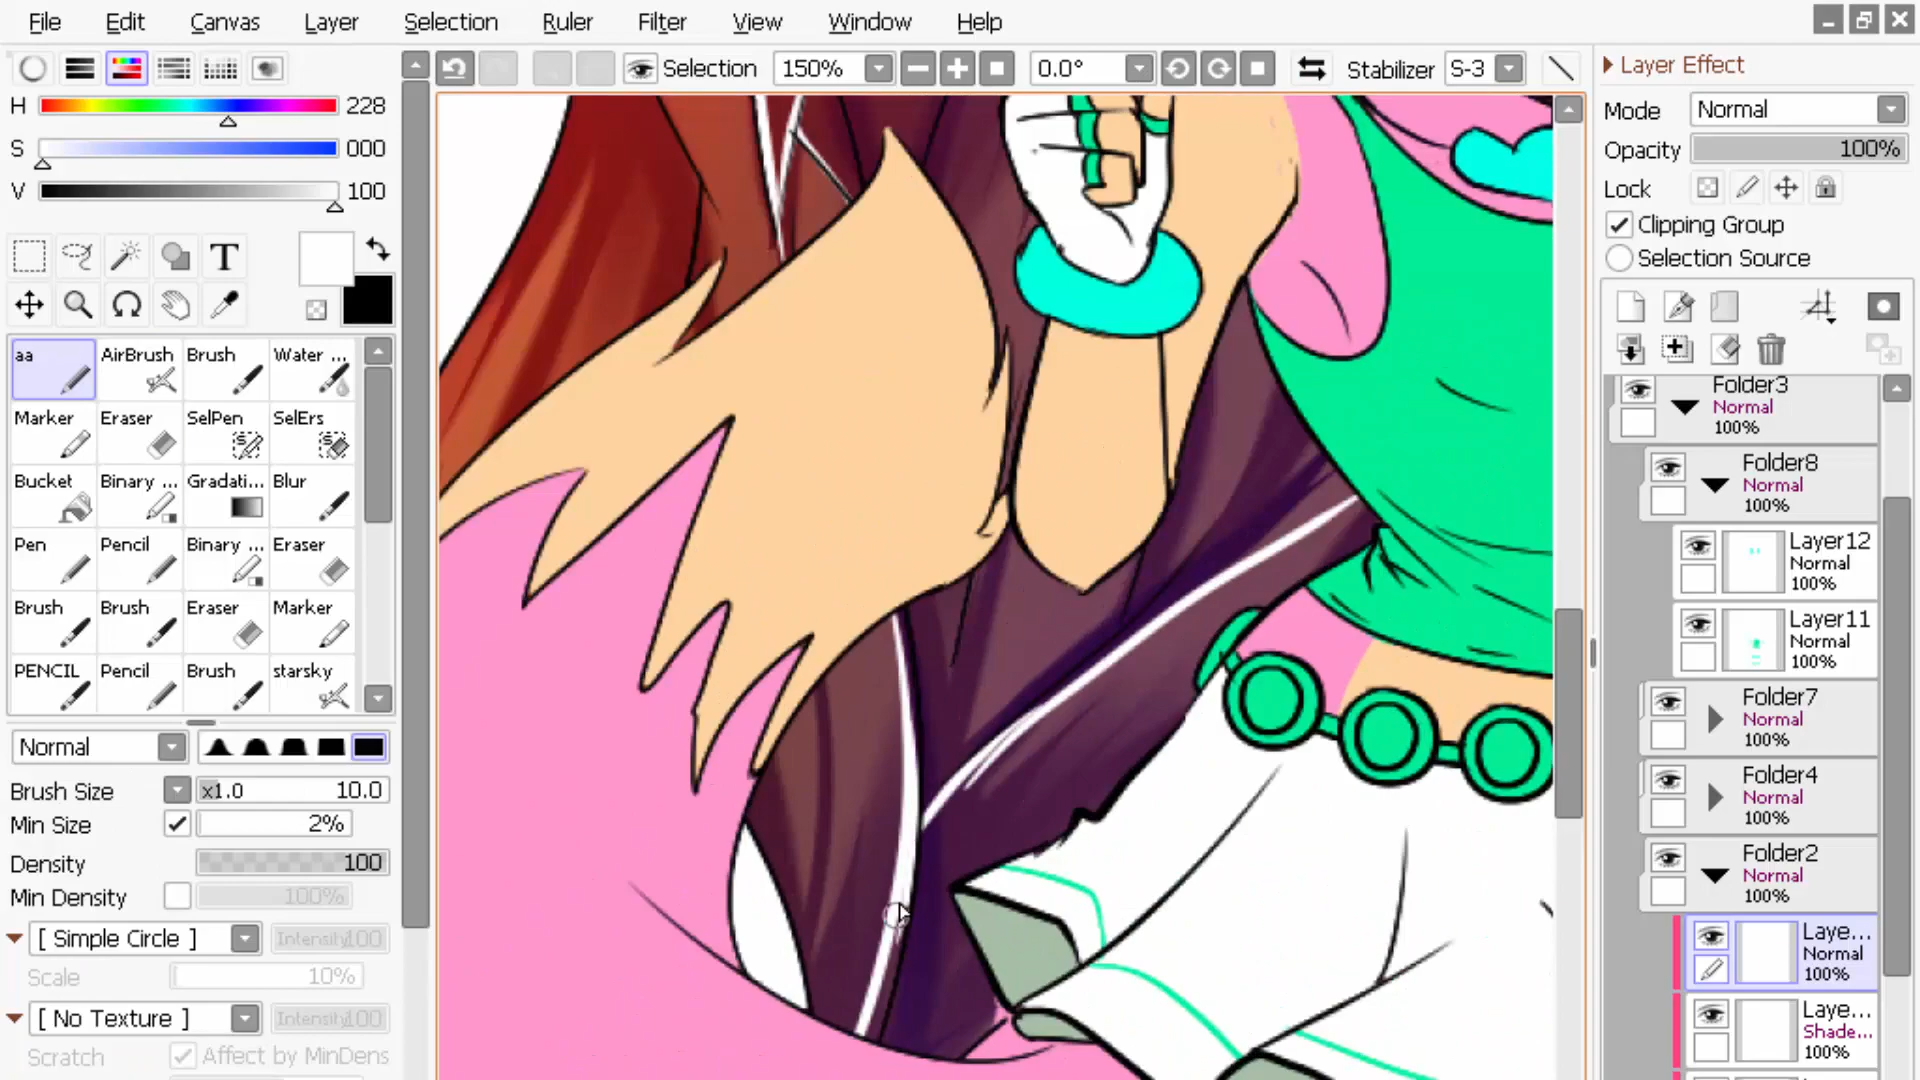 File Edit Canvas Layer Selection Ruler Filter View Window Help
Selection 150% 0.0° Stabilizer S-3
H 228
S 000
V 100
T
aa AirBrush Brush Water ...
Marker Eraser SelPen SelErs
Bucket Binary ... Gradati... Blur
Pen Pencil Binary ... Eraser
Brush Brush Eraser Marker
PENCIL Pencil Brush starsky
Normal
Brush Size x1.0 10.0
Min Size 2%
Density 100
Min Density 100%
[ Simple Circle ] Intensity 100
Scale 10%
[ No Texture ] Intensity 100
Scratch Affect by MinDens
Layer Effect
Mode Normal
Opacity 100%
Lock
Clipping Group
Selection Source
Folder3
Normal
100%
Folder8
Normal
100%
Layer12
Normal
100%
Layer11
Normal
100%
Folder7
Normal
100%
Folder4
Normal
100%
Folder2
Normal
100%
Laye...
Normal
100%
Laye...
Shade...
100%